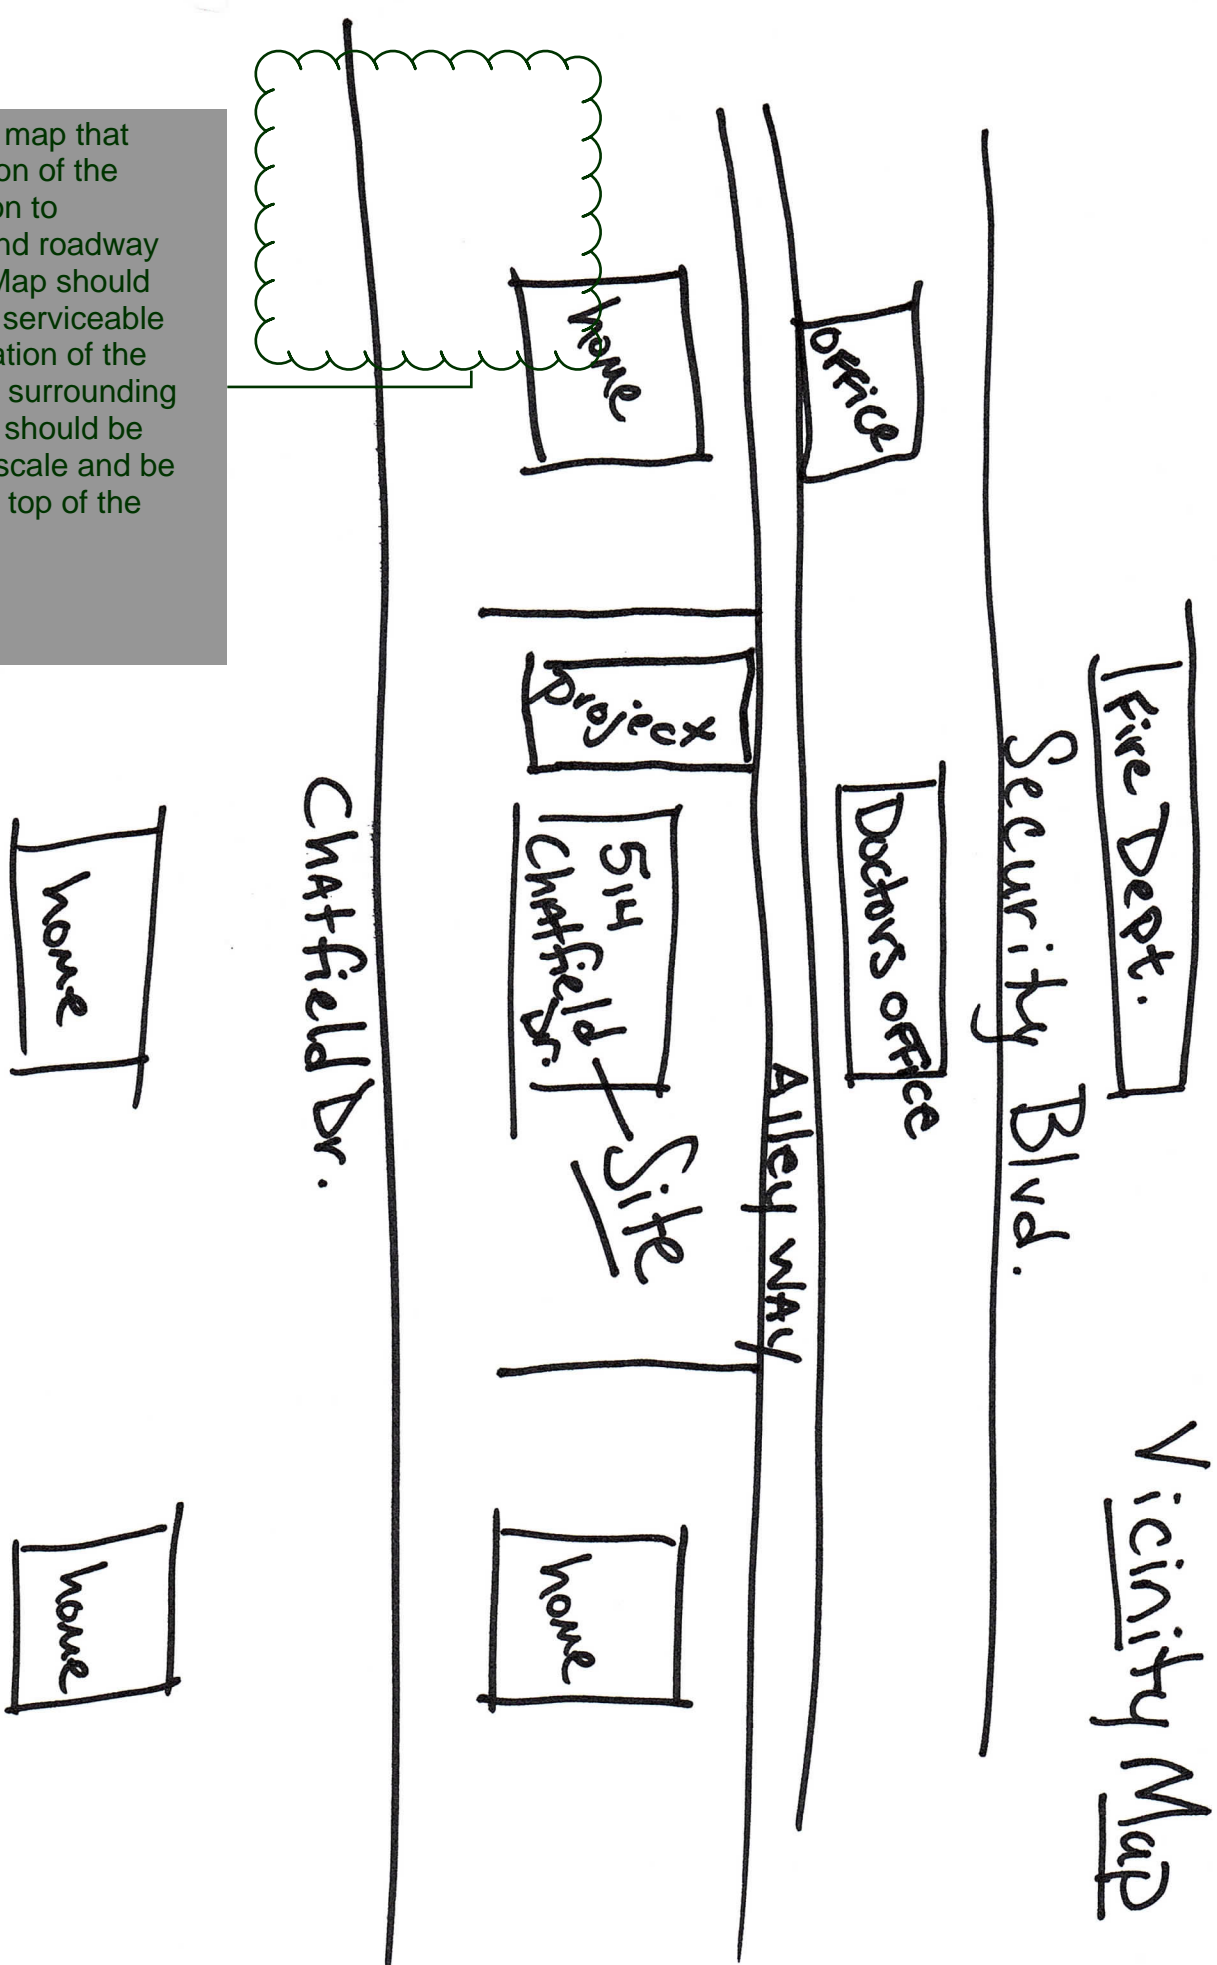 map that
on of the
on to
nd roadway
Map should
serviceable
ation of the
surrounding
should be
scale and be
top of the
Vicinity Map
Fire Dept.
Security Blvd.
Office
Doctors office
Alley way
home
Project
514
Chatfield
Dr.
Site
home
Chatfield Dr.
home
home